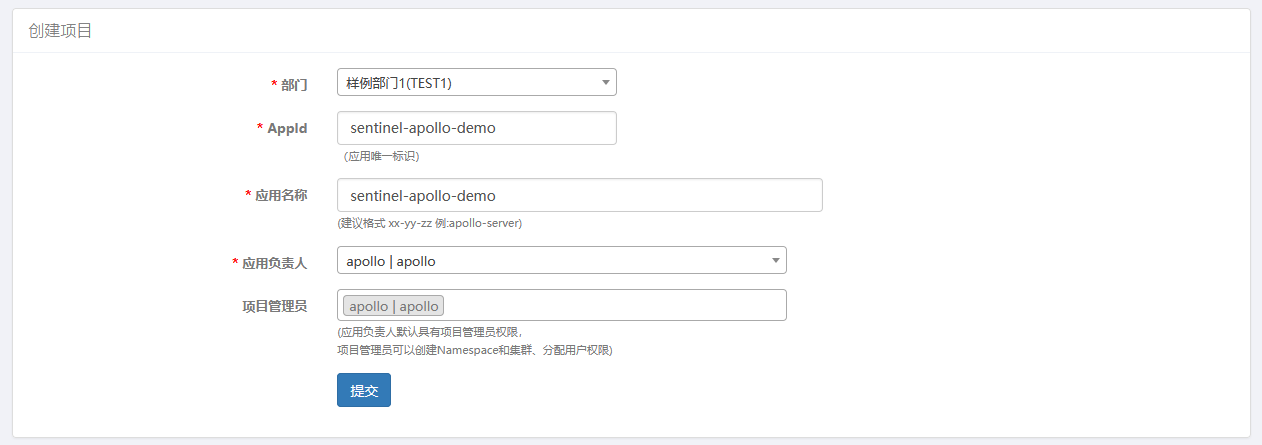 创建项目
* 部门 样例部门1(TEST1)
* AppId sentinel-apollo-demo
(应用唯一标识)
* 应用名称 sentinel-apollo-demo
(建议格式 xx-yy-zz 例:apollo-server)
* 应用负责人 apollo | apollo
项目管理员 apollo | apollo
(应用负责人默认具有项目管理员权限，
项目管理员可以创建Namespace和集群、分配用户权限)
提交